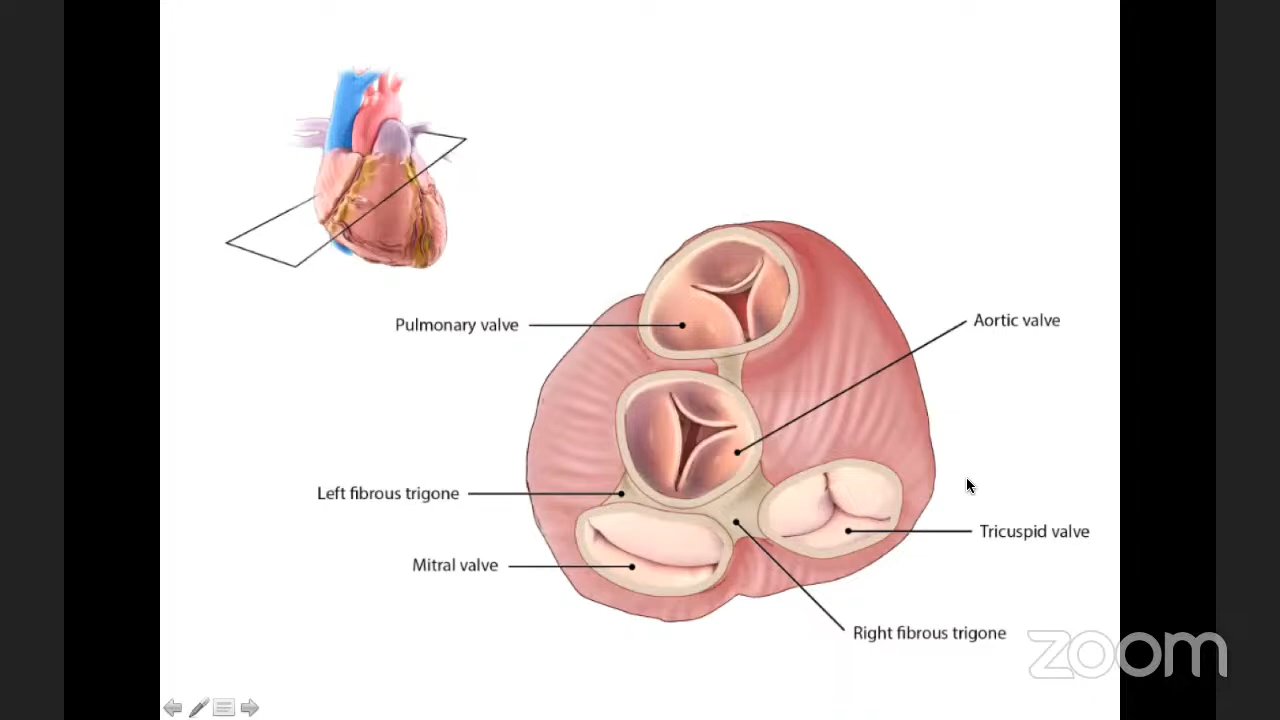 Pulmonary valve
Aortic valve
Left fibrous trigone
Tricuspid valve
Mitral valve
Right fibrous trigone
zoom